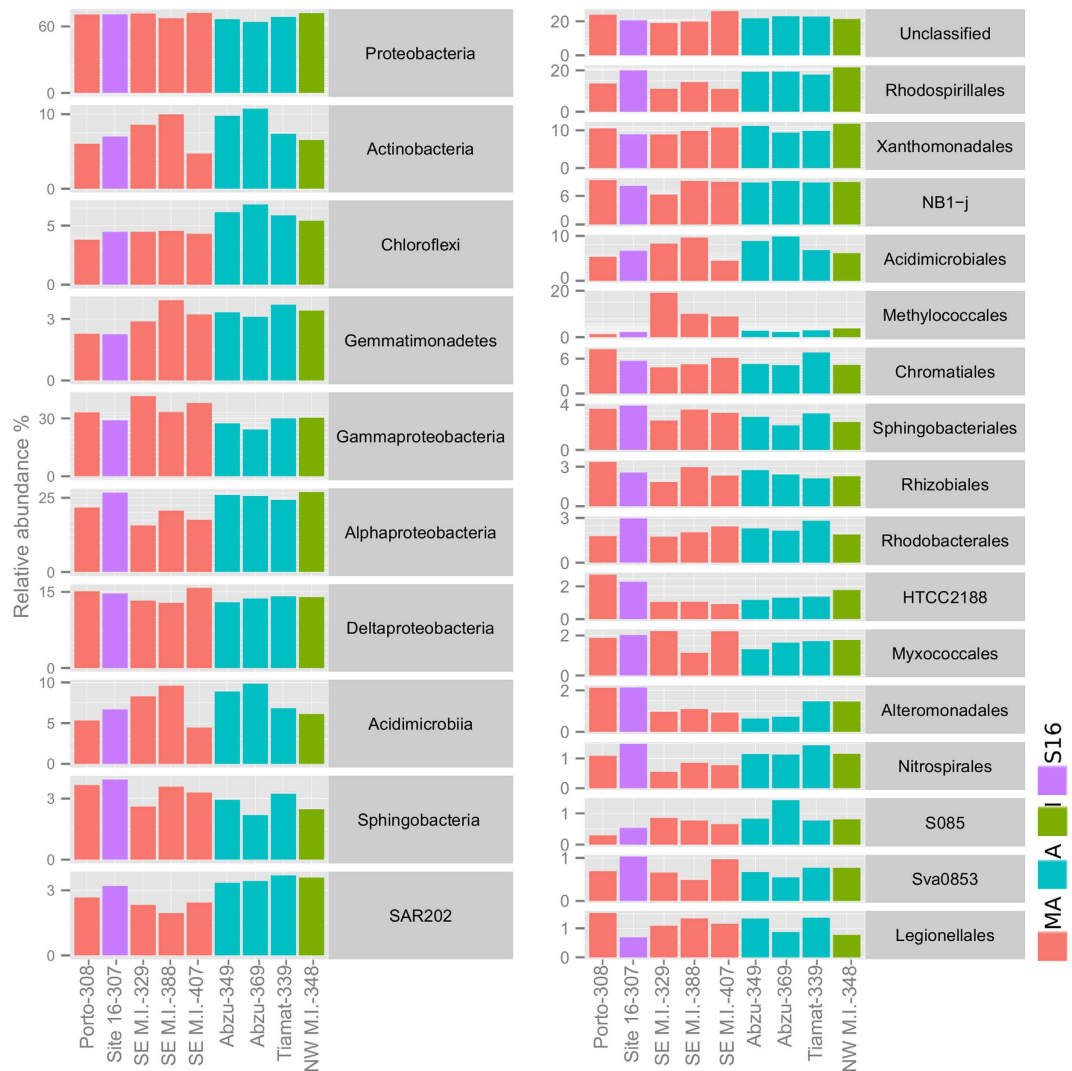 Relative abundance %
60
0
Proteobacteria
10
5
0
Actinobacteria
5
0
Chloroflexi
3
0
Gemmatimonadetes
30
0
Gammaproteobacteria
25
0
Alphaproteobacteria
15
0
Deltaproteobacteria
10
5
0
Acidimicrobiia
3
0
Sphingobacteria
3
0
SAR202
Porto-308
Site 16-307
SE M.I.-329
SE M.I.-388
SE M.I.-407
Abzu-349
Abzu-369
Tiamat-339
NW M.I.-348
20
0
Unclassified
20
0
Rhodospirillales
10
0
Xanthomonadales
6
0
NB1−j
10
0
Acidimicrobiales
20
0
Methylococcales
6
0
Chromatiales
4
0
Sphingobacteriales
3
0
Rhizobiales
3
0
Rhodobacterales
2
0
HTCC2188
2
0
Myxococcales
2
0
Alteromonadales
1
0
Nitrospirales
1
0
S085
1
0
Sva0853
1
0
Legionellales
Porto-308
Site 16-307
SE M.I.-329
SE M.I.-388
SE M.I.-407
Abzu-349
Abzu-369
Tiamat-339
NW M.I.-348
MA
A
I
S16